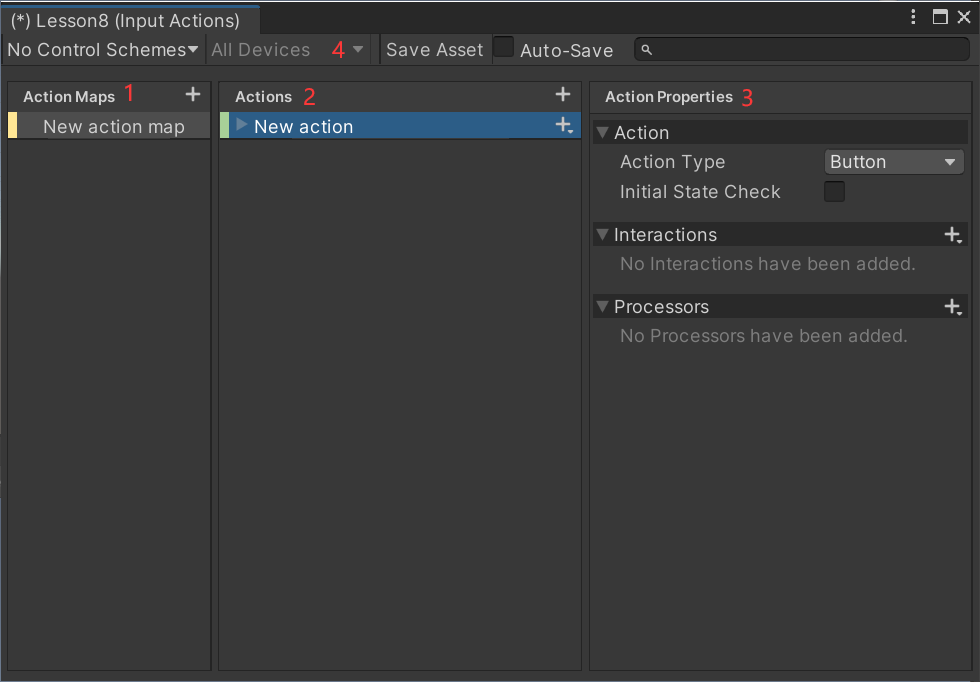 (*) Lesson8 (Input Actions)
No Control Schemes All Devices 4 Save Asset Auto-Save
Action Maps 1
New action map
Actions 2
New action
Action Properties 3
Action
Action Type Button
Initial State Check
Interactions
No Interactions have been added.
Processors
No Processors have been added.